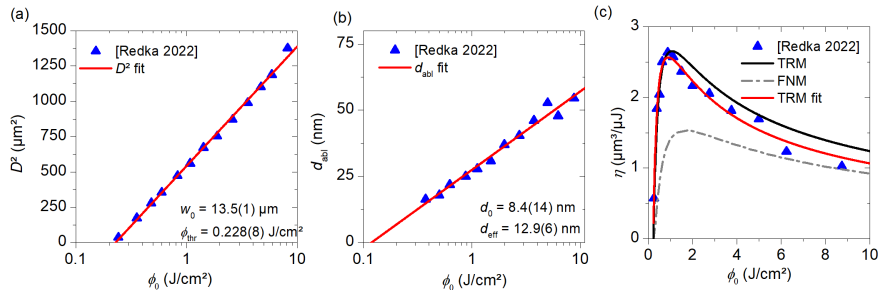 (a)
1500
1250
1000
750
500
250
0
D² (µm²)
[Redka 2022]
D² fit
w₀ = 13.5(1) µm
ϕthr = 0.228(8) J/cm²
0.1
1
10
ϕ₀ (J/cm²)
(b)
75
50
25
0
dabl (nm)
[Redka 2022]
dabl fit
d₀ = 8.4(14) nm
deff = 12.9(6) nm
0.1
1
10
ϕ₀ (J/cm²)
(c)
4
3
2
1
0
η (µm³/µJ)
[Redka 2022]
TRM
FNM
TRM fit
0 2 4 6 8 10
ϕ₀ (J/cm²)